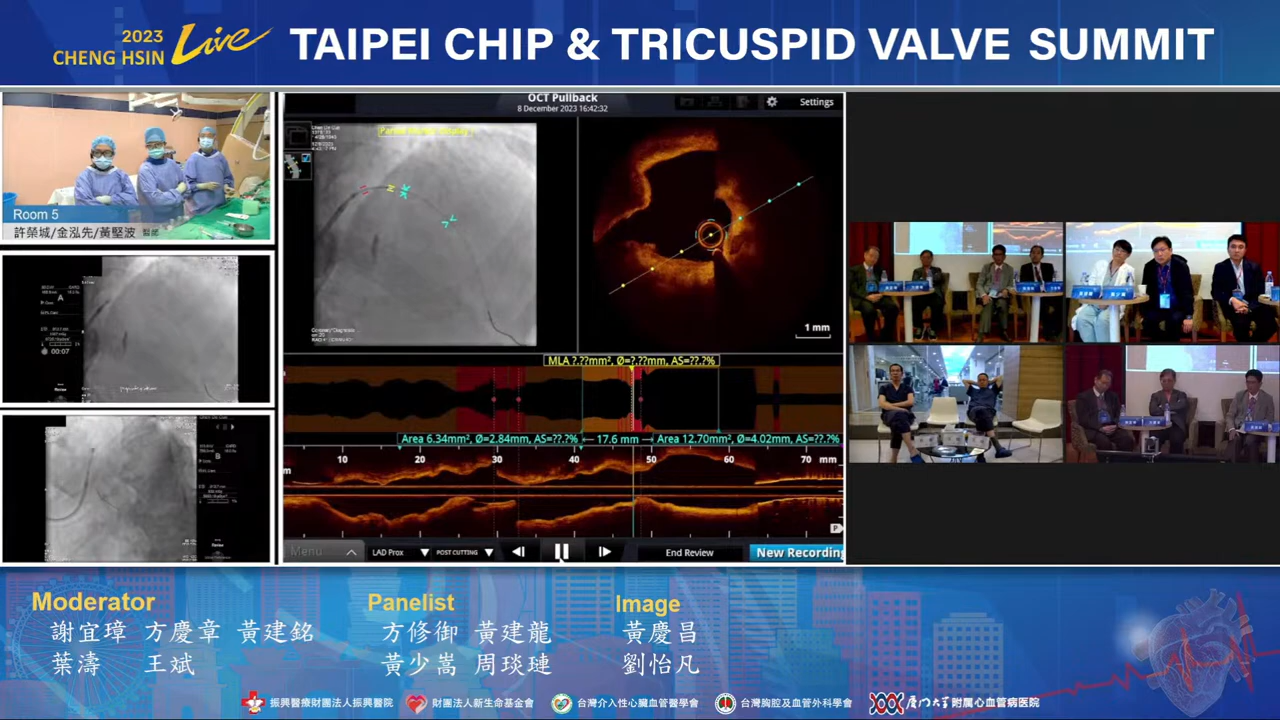 2023
CHENG HSIN Live
TAIPEI CHIP & TRICUSPID VALVE SUMMIT
Room 5
許榮城/金泓先/黃堅波 醫師
A
00:07
B
OCT Pullback
8 December 2023 16:42:32
Settings
1 mm
MLA ?.??mm², Ø=?.??mm, AS=??.?%
Area 6.34mm², Ø=2.84mm, AS=??.?%
17.6 mm
Area 12.70mm², Ø=4.02mm, AS=??.?%
10 20 30 40 50 60 70 mm
P
Menu
LAD Prox
POST CUTTING
End Review
New Recording
Moderator
謝宜璋 方慶章 黃建銘
葉濤 王斌
Panelist
方修御 黃建龍
黃少嵩 周琰琏
Image
黃慶昌
劉怡凡
振興醫療財團法人振興醫院
財團法人新生命基金會
台灣介入性心臟血管醫學會
台灣胸腔及血管外科學會
厦门大学附属心血管病医院